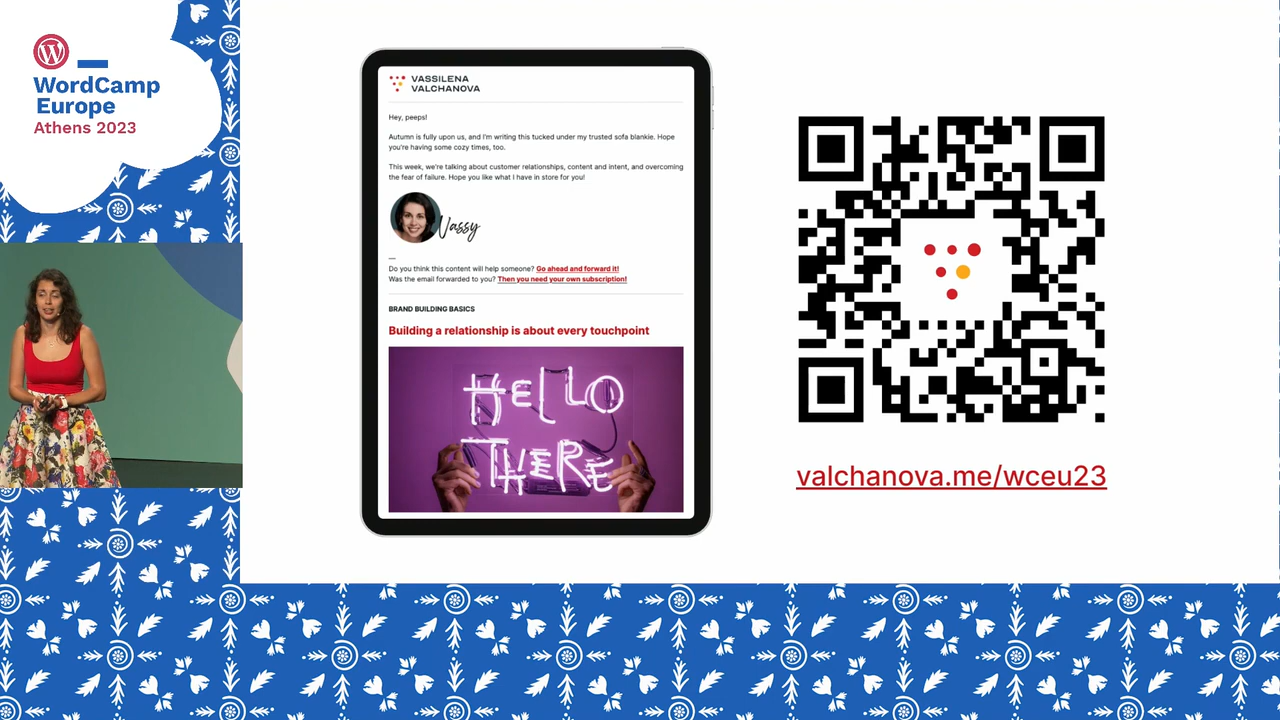 WordCamp
Europe
Athens 2023
VASSILENA
VALCHANOVA
Hey, peeps!
Autumn is fully upon us, and I'm writing this tucked under my trusted sofa blankie. Hope
you're having some cozy times, too.
This week, we're talking about customer relationships, content and intent, and overcoming
the fear of failure. Hope you like what I have in store for you!
Vassy
—
Do you think this content will help someone? Go ahead and forward it!
Was the email forwarded to you? Then you need your own subscription!
BRAND BUILDING BASICS
Building a relationship is about every touchpoint
HELLO
THERE
valchanova.me/wceu23